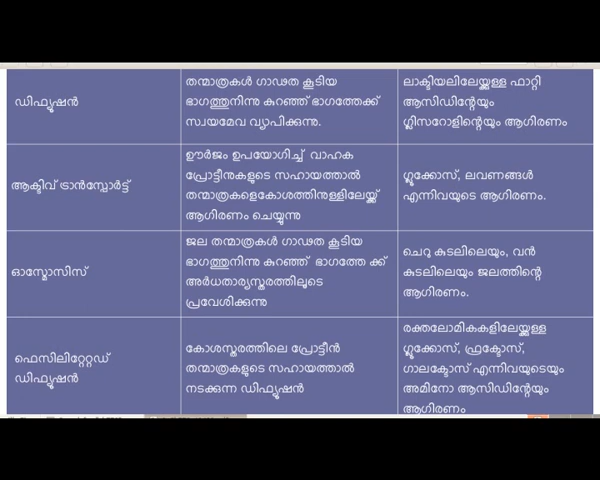 ഡിഫ്യൂഷൻ
തന്മാത്രകൾ ഗാഢത കൂടിയ
ഭാഗത്തുനിന്നു കുറഞ്ഞ് ഭാഗത്തേക്ക്
സ്വയമേവ വ്യാപിക്കുന്നു.
ലാക്ടിയലിലേയ്ക്കുള്ള ഫാറ്റി
ആസിഡിന്റേയും
ഗ്ലിസറോളിന്റെയും ആഗിരണം
ആക്ടിവ് ട്രാൻസ്പോർട്ട്
ഊർജം ഉപയോഗിച്ച് വാഹക
പ്രോട്ടീനുകളുടെ സഹായത്താൽ
തന്മാത്രകളെകോശത്തിനുള്ളിലേയ്ക്ക്
ആഗിരണം ചെയ്യുന്നു
ഗ്ലൂക്കോസ്, ലവണങ്ങൾ
എന്നിവയുടെ ആഗിരണം.
ഓസ്മോസിസ്
ജല തന്മാത്രകൾ ഗാഢത കൂടിയ
ഭാഗത്തുനിന്നു കുറഞ്ഞ് ഭാഗത്തേ ക്ക്
അർധതാര്യസ്തരത്തിലൂടെ
പ്രവേശിക്കുന്നു
ചെറു കുടലിലെയും, വൻ
കുടലിലെയും ജലത്തിന്റെ
ആഗിരണം.
ഫെസിലിറ്റേറ്റഡ്
ഡിഫ്യൂഷൻ
കോശസ്തരത്തിലെ പ്രോട്ടീൻ
തന്മാത്രകളുടെ സഹായത്താൽ
നടക്കുന്ന ഡിഫ്യൂഷൻ
രക്തലോമികകളിലേയ്ക്കുള്ള
ഗ്ലൂക്കോസ്, ഫ്രക്ടോസ്,
ഗാലക്ടോസ് എന്നിവയുടെയും
അമിനോ ആസിഡിന്റേയും
ആഗിരണം